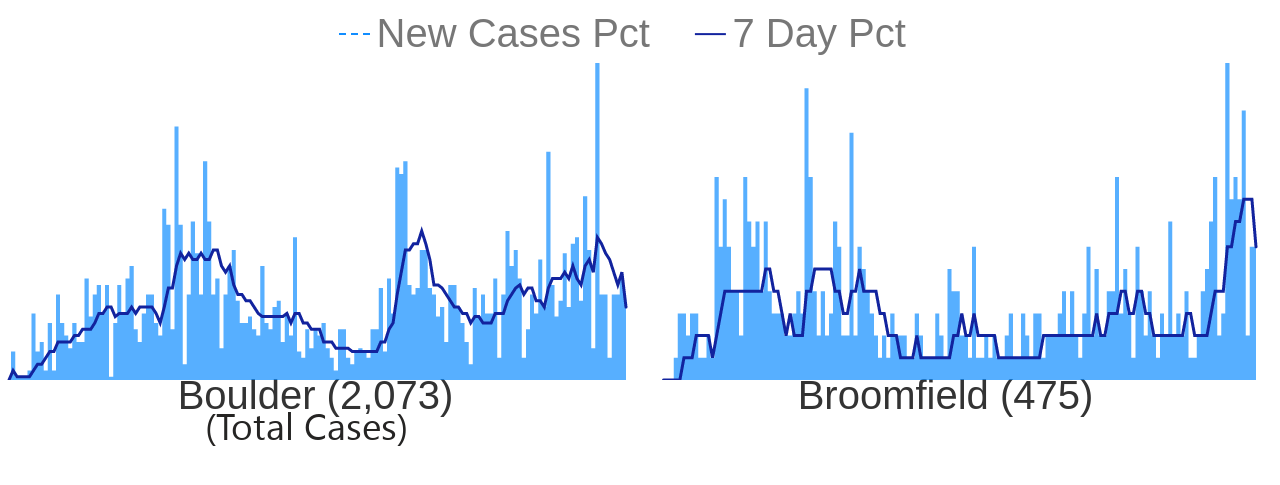 New Cases Pct 7 Day Pct
Boulder (2,073) Broomfield (475)
(Total Cases)